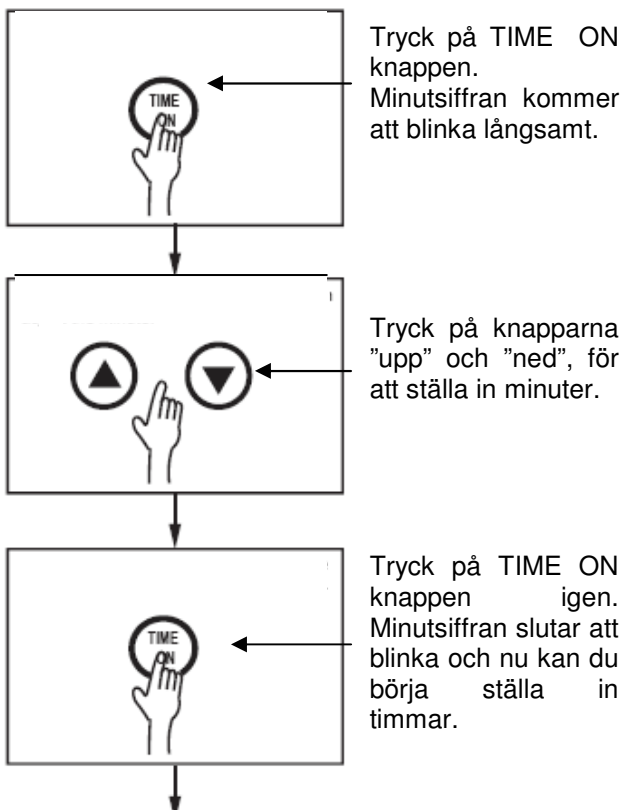 TIME
ON
Tryck på TIME ON
knappen.
Minutsiffran kommer
att blinka långsamt.
Tryck på knapparna
”upp” och ”ned”, för
att ställa in minuter.
TIME
ON
Tryck på TIME ON
knappen igen.
Minutsiffran slutar att
blinka och nu kan du
börja ställa in
timmar.